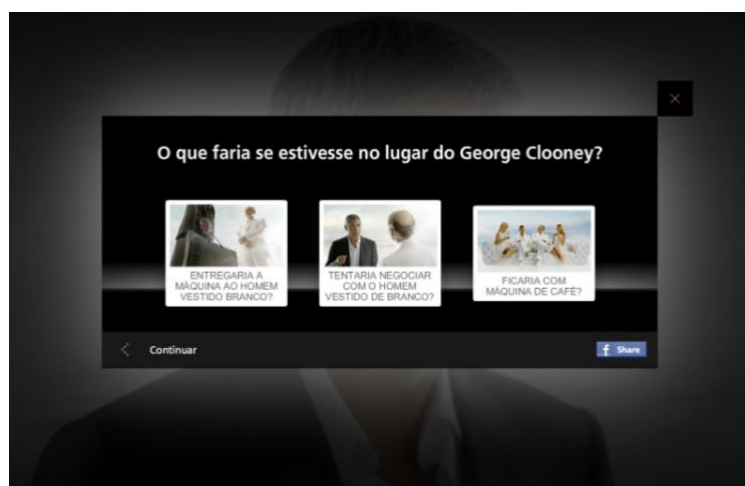 O que faria se estivesse no lugar do George Clooney?
ENTREGARIA A
MÁQUINA AO HOMEM
VESTIDO BRANCO?
TENTARIA NEGOCIAR
COM O HOMEM
VESTIDO DE BRANCO?
FICARIA COM
MÁQUINA DE CAFÉ?
Continuar
f Share